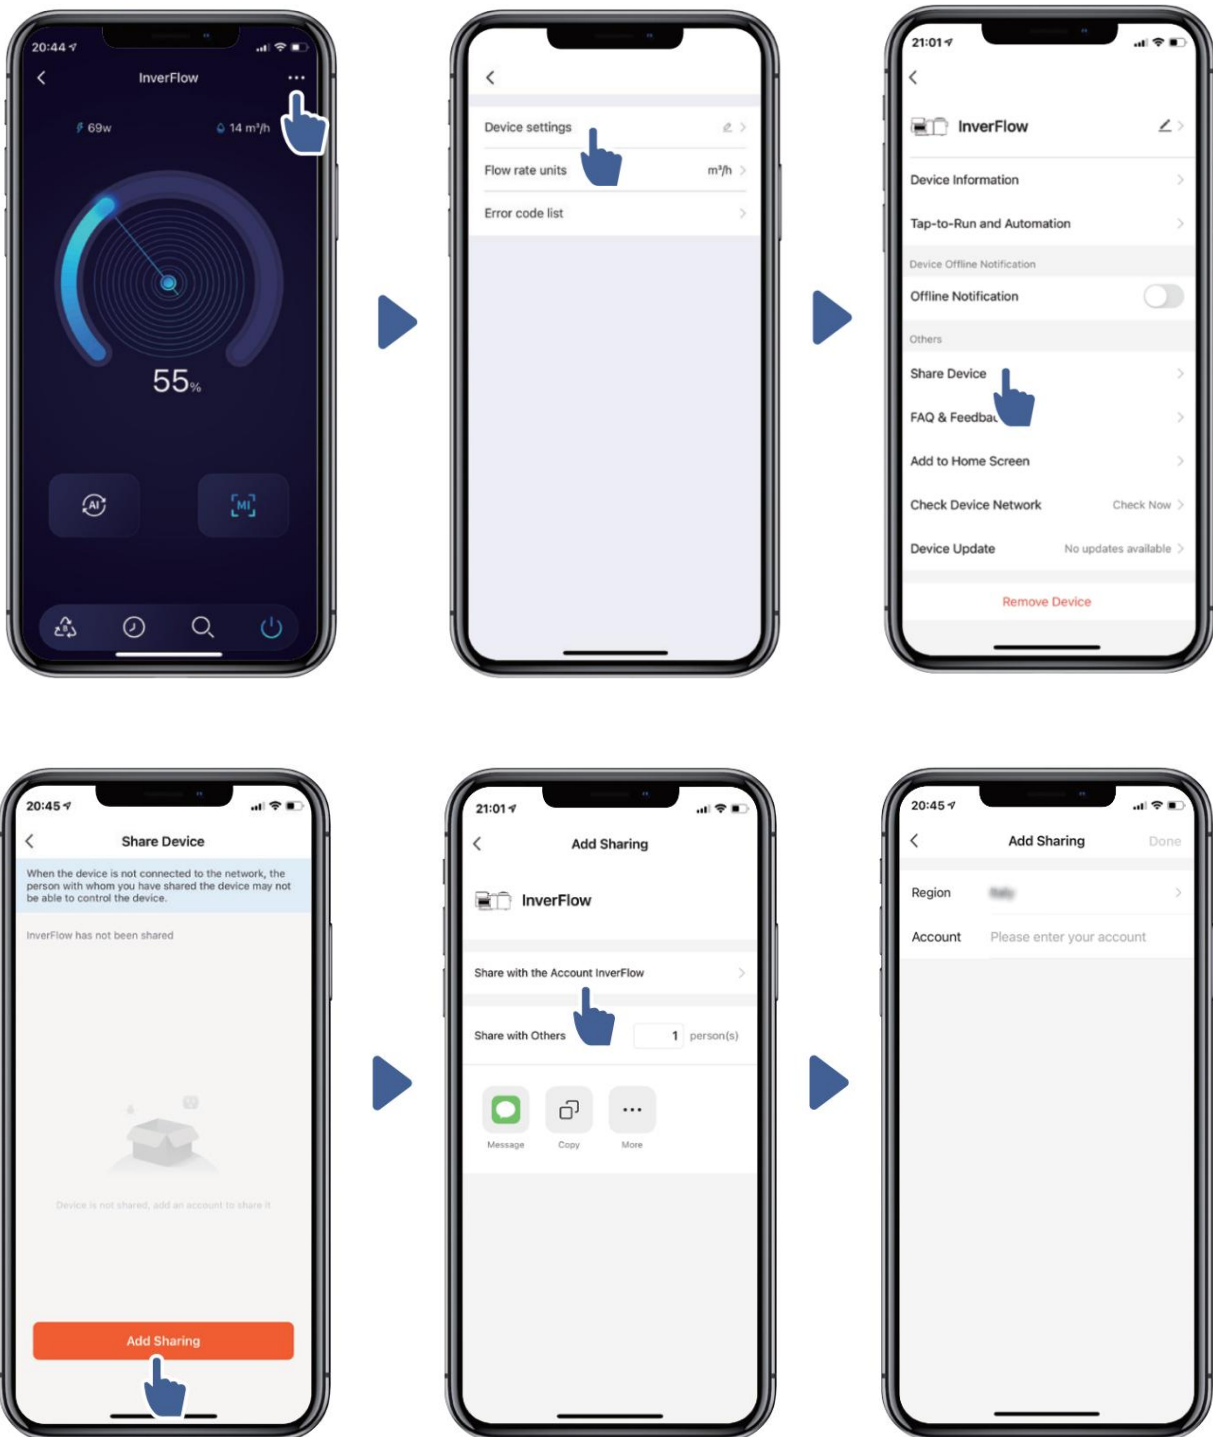 20:44
InverFlow
69w
14 m³/h
55%
AI
MI
B
Device settings
Flow rate units m³/h
Error code list
21:01
InverFlow
Device Information
Tap-to-Run and Automation
Device Offline Notification
Offline Notification
Others
Share Device
FAQ & Feedbac
Add to Home Screen
Check Device Network Check Now
Device Update No updates available
Remove Device
20:45
Share Device
When the device is not connected to the network, the
person with whom you have shared the device may not
be able to control the device.
InverFlow has not been shared
Device is not shared, add an account to share it
Add Sharing
21:01
Add Sharing
InverFlow
Share with the Account InverFlow
Share with Others 1 person(s)
Message Copy More
20:45
Add Sharing Done
Region
Account Please enter your account